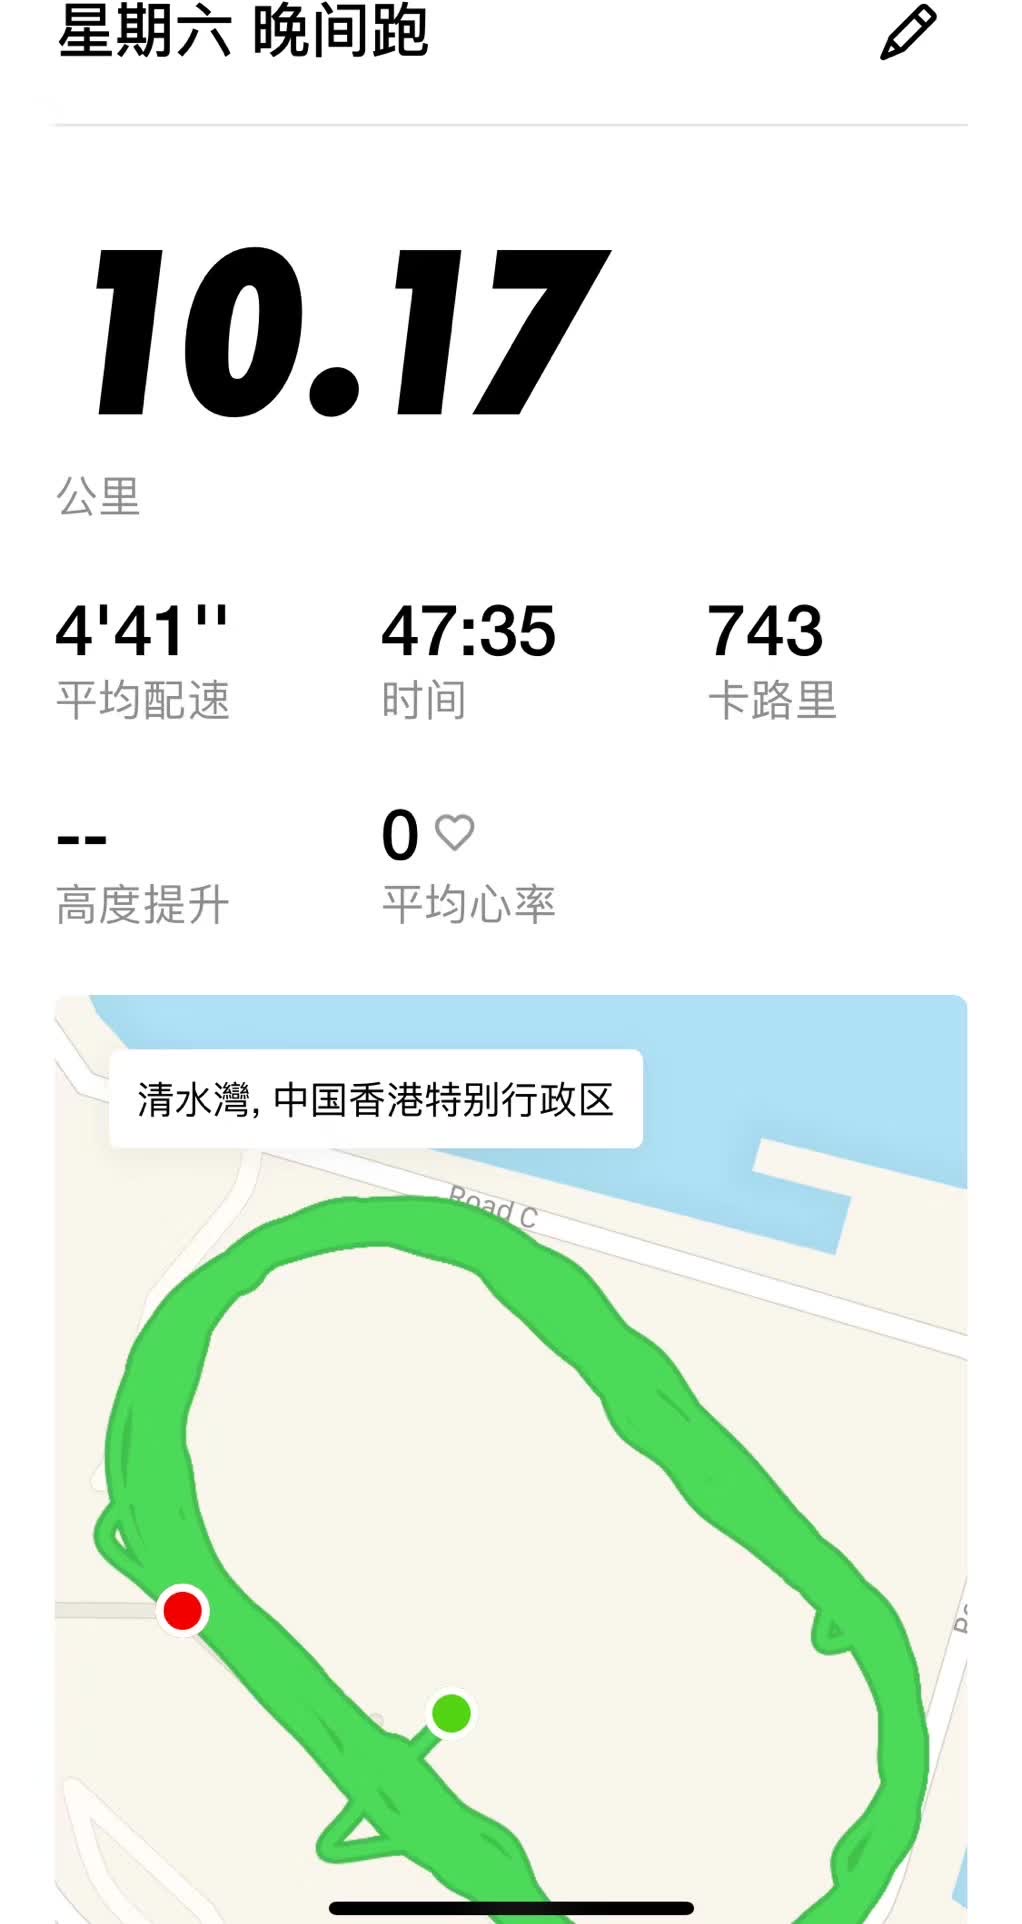 星期六 晚间跑
10.17
公里
4'41'' 47:35 743
平均配速 时间 卡路里
-- 0
高度提升 平均心率
清水灣, 中国香港特别行政区
Road C